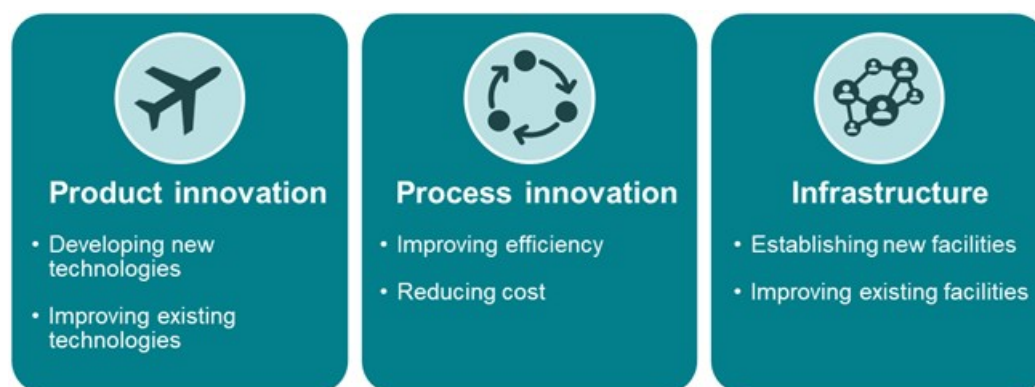 Product innovation
• Developing new
technologies
• Improving existing
technologies
Process innovation
• Improving efficiency
• Reducing cost
Infrastructure
• Establishing new facilities
• Improving existing facilities